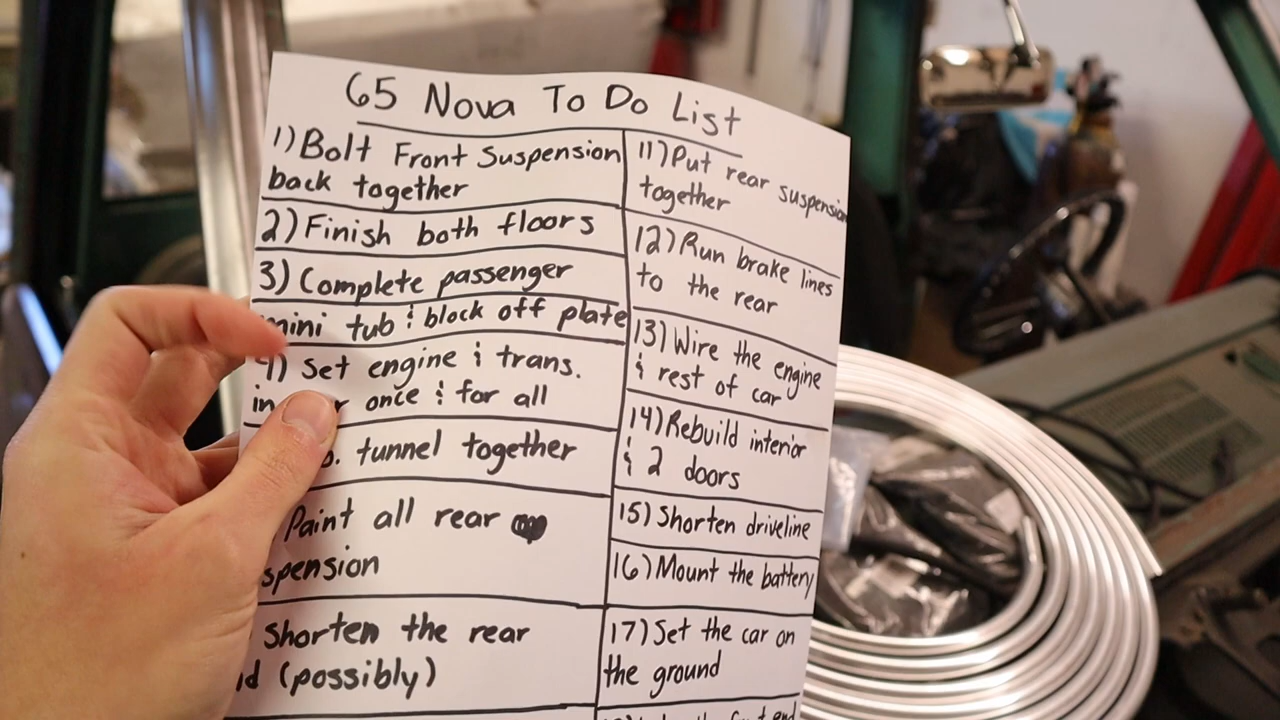 65 Nova To Do List
1) Bolt Front Suspension
back together
2) Finish both floors
3) Complete passenger
mini tub & block off plate
4) Set engine & trans.
in once & for all
tunnel together
Paint all rear
Shorten the rear
(possibly)
11) Put rear suspension
together
12) Run brake lines
to the rear
13) Wire the engine
& rest of car
14) Rebuild interior
& 2 doors
15) Shorten driveline
16) Mount the battery
17) Set the car on
the ground